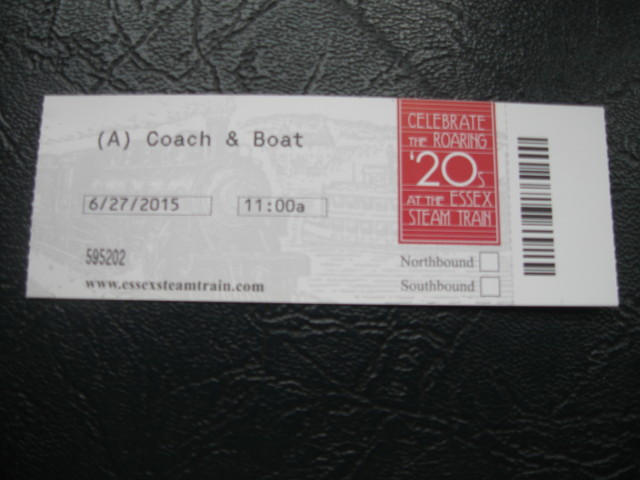 (A) Coach & Boat
6/27/2015 11:00a
595202
www.essexsteamtrain.com
CELEBRATE
THE ROARING
'20s
AT THE ESSEX
STEAM TRAIN
Northbound
Southbound